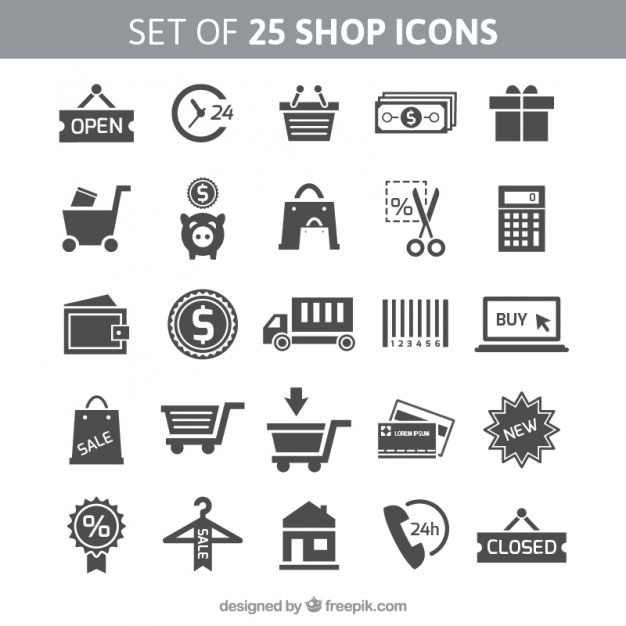 SET OF 25 SHOP ICONS
OPEN
24
$
$
%
0
$
123456
BUY
SALE
LOREM IPSUM
NEW
%
SALE
24h
CLOSED
designed by freepik.com